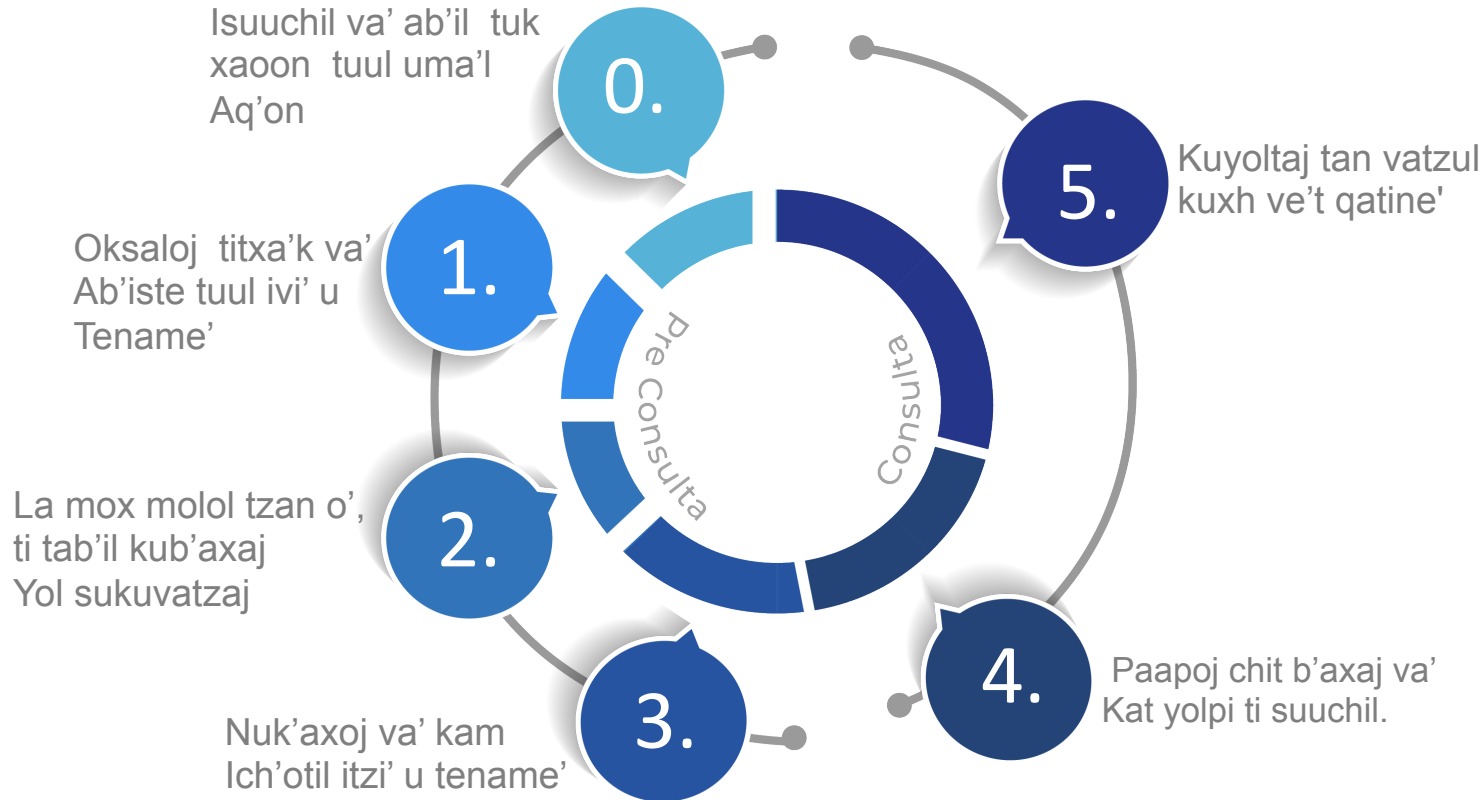 0.
Isuuchil va’ ab’il tuk
xaoon tuul uma’l
Aq’on
1.
Oksaloj titxa’k va’
Ab’iste tuul ivi’ u
Tename’
2.
La mox molol tzan o’,
ti tab’il kub’axaj
Yol sukuvatzaj
3.
Nuk’axoj va’ kam
Ich’otil itzi’ u tename’
4.
Paapoj chit b’axaj va’
Kat yolpi ti suuchil.
5.
Kuyoltaj tan vatzul
kuxh ve’t qatine'
Pre Consulta
Consulta